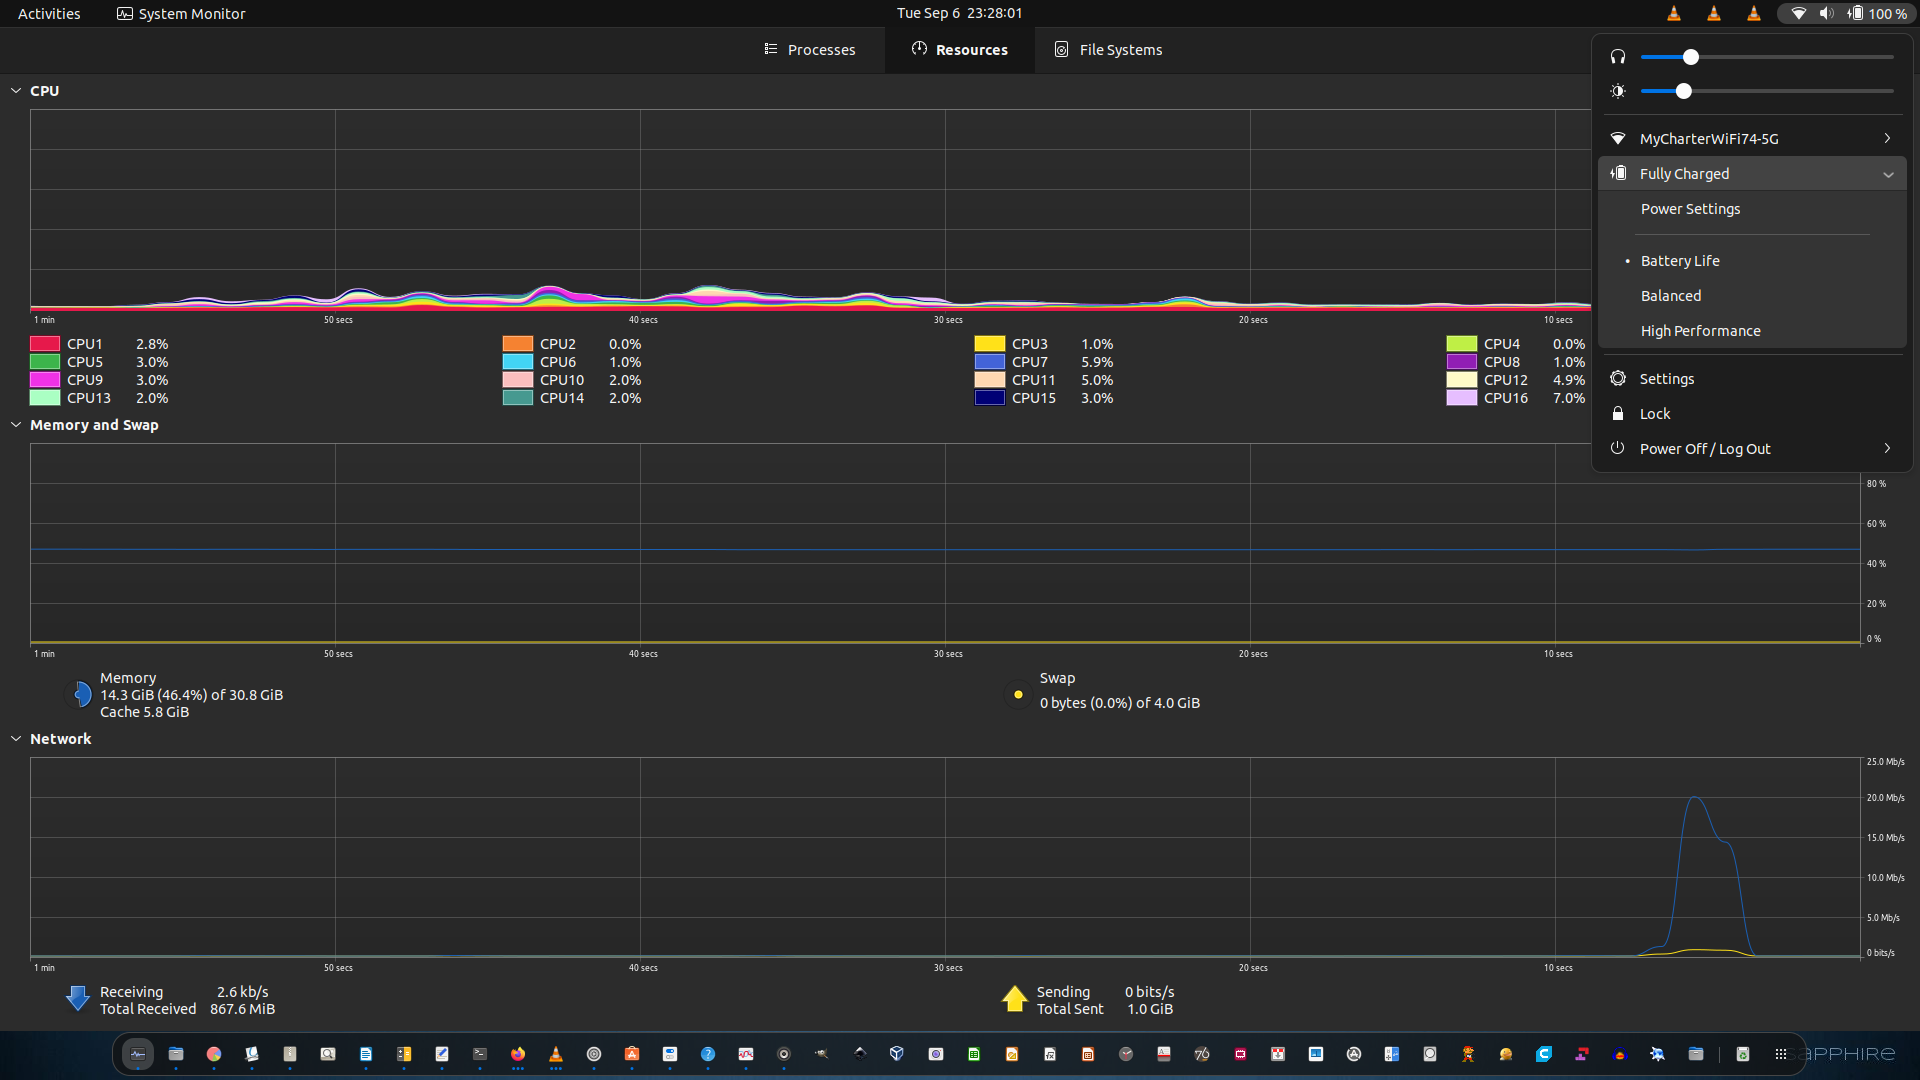 Activities
System Monitor
Tue Sep 6 23:28:01
100 %
Processes
Resources
File Systems
CPU
1 min
50 secs
40 secs
30 secs
20 secs
10 secs
CPU1 2.8%
CPU2 0.0%
CPU3 1.0%
CPU4 0.0%
CPU5 3.0%
CPU6 1.0%
CPU7 5.9%
CPU8 1.0%
CPU9 3.0%
CPU10 2.0%
CPU11 5.0%
CPU12 4.9%
CPU13 2.0%
CPU14 2.0%
CPU15 3.0%
CPU16 7.0%
MyCharterWiFi74-5G
Fully Charged
Power Settings
Battery Life
Balanced
High Performance
Settings
Lock
Power Off / Log Out
Memory and Swap
80 %
60 %
40 %
20 %
0 %
1 min
50 secs
40 secs
30 secs
20 secs
10 secs
Memory
14.3 GiB (46.4%) of 30.8 GiB
Cache 5.8 GiB
Swap
0 bytes (0.0%) of 4.0 GiB
Network
25.0 Mb/s
20.0 Mb/s
15.0 Mb/s
10.0 Mb/s
5.0 Mb/s
0 bits/s
1 min
50 secs
40 secs
30 secs
20 secs
10 secs
Receiving 2.6 kb/s
Total Received 867.6 MiB
Sending 0 bits/s
Total Sent 1.0 GiB
76
SAPPHIRE